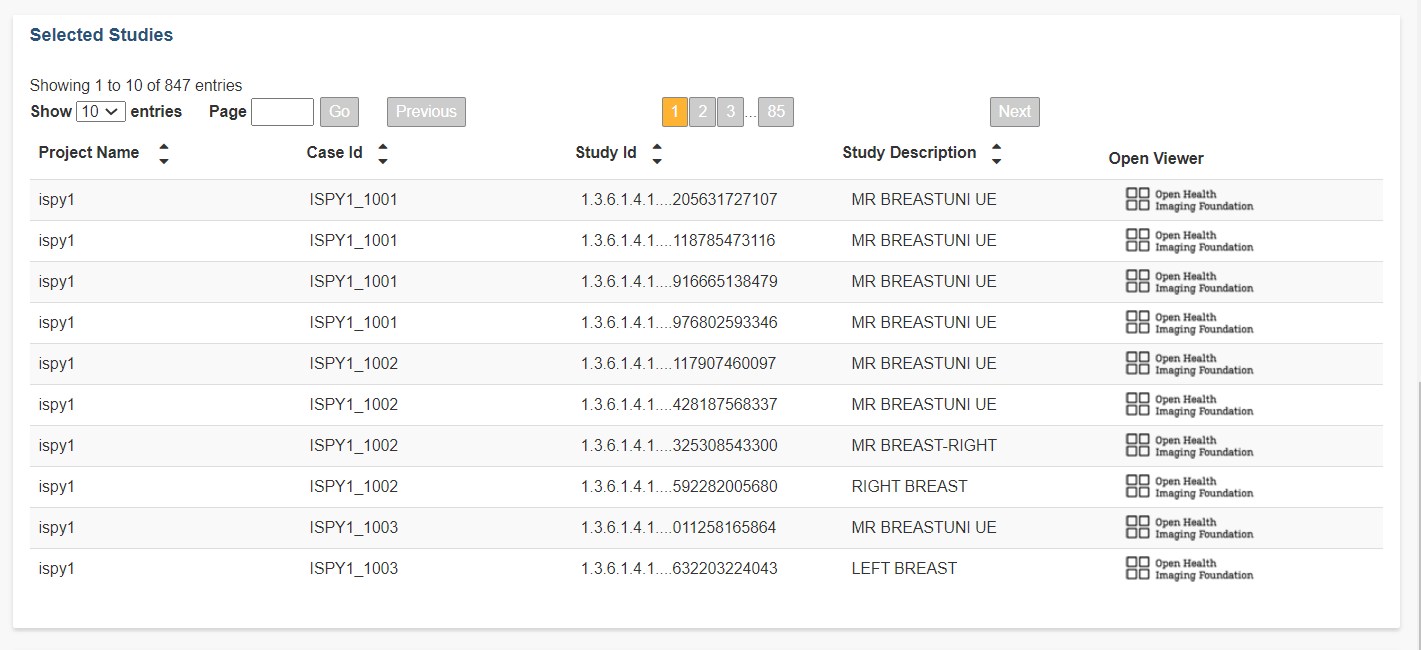 Selected Studies
Showing 1 to 10 of 847 entries
Show 10 entries Page Go Previous 1 2 3 ... 85 Next
Project Name Case Id Study Id Study Description Open Viewer
ispy1 ISPY1_1001 1.3.6.1.4.1....205631727107 MR BREASTUNI UE Open Health
Imaging Foundation
ispy1 ISPY1_1001 1.3.6.1.4.1....118785473116 MR BREASTUNI UE Open Health
Imaging Foundation
ispy1 ISPY1_1001 1.3.6.1.4.1....916665138479 MR BREASTUNI UE Open Health
Imaging Foundation
ispy1 ISPY1_1001 1.3.6.1.4.1....976802593346 MR BREASTUNI UE Open Health
Imaging Foundation
ispy1 ISPY1_1002 1.3.6.1.4.1....117907460097 MR BREASTUNI UE Open Health
Imaging Foundation
ispy1 ISPY1_1002 1.3.6.1.4.1....428187568337 MR BREASTUNI UE Open Health
Imaging Foundation
ispy1 ISPY1_1002 1.3.6.1.4.1....325308543300 MR BREAST-RIGHT Open Health
Imaging Foundation
ispy1 ISPY1_1002 1.3.6.1.4.1....592282005680 RIGHT BREAST Open Health
Imaging Foundation
ispy1 ISPY1_1003 1.3.6.1.4.1....011258165864 MR BREASTUNI UE Open Health
Imaging Foundation
ispy1 ISPY1_1003 1.3.6.1.4.1....632203224043 LEFT BREAST Open Health
Imaging Foundation